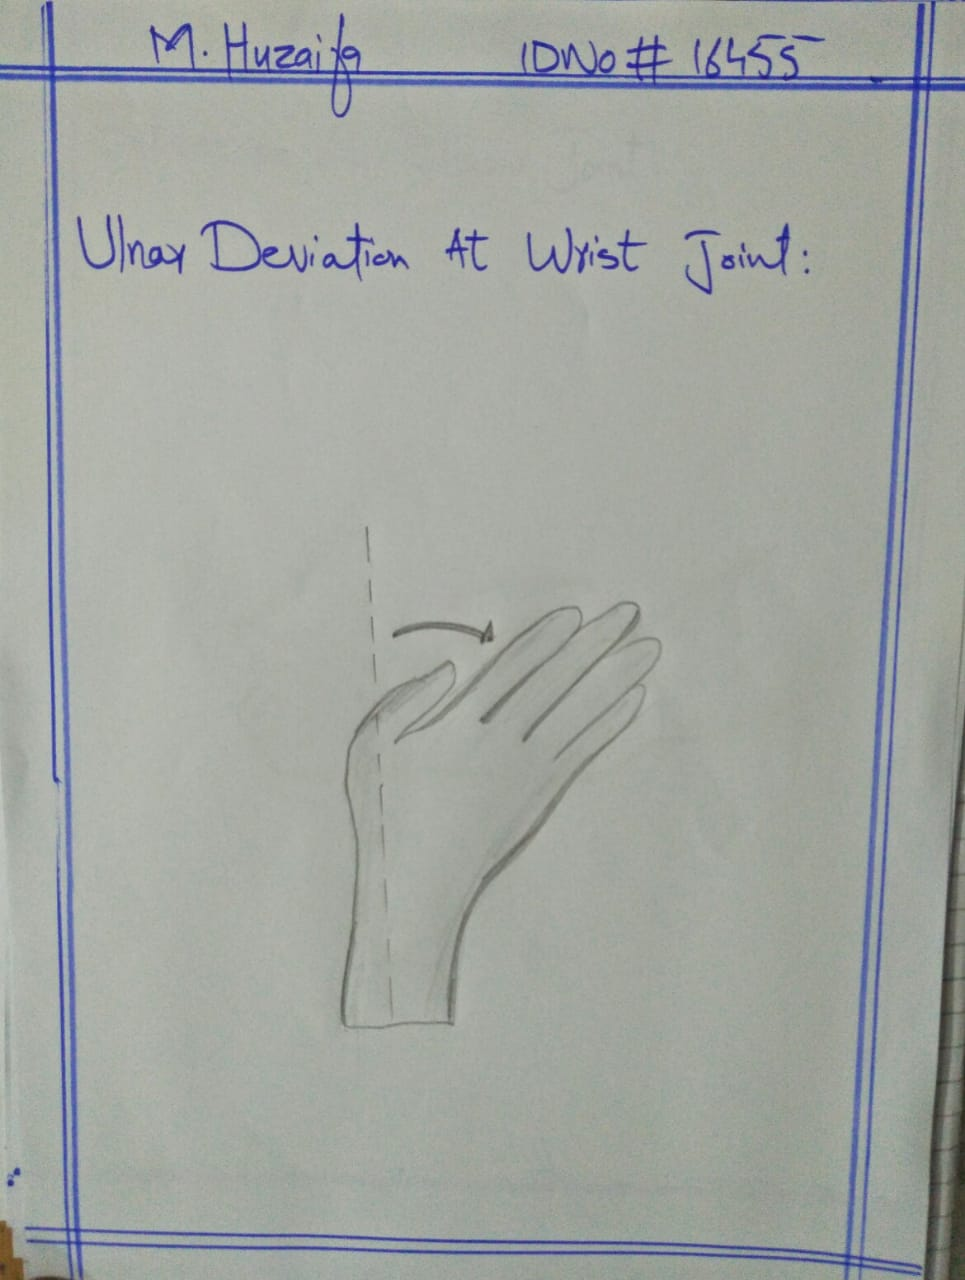 M. Huzaifa IDNo # 16455
Ulnar Deviation At Wrist Joint: